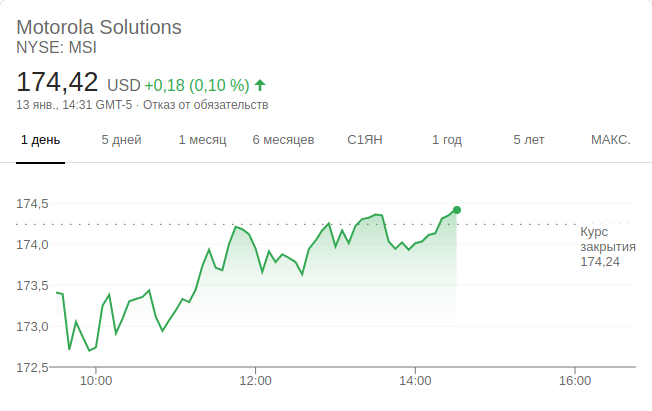 Motorola Solutions
NYSE: MSI
174,42 USD +0,18 (0,10 %)
13 янв., 14:31 GMT-5 · Отказ от обязательств
1 день 5 дней 1 месяц 6 месяцев С1ЯН 1 год 5 лет МАКС.
174,5
174,0
173,5
173,0
172,5
Курс
закрытия
174,24
10:00 12:00 14:00 16:00